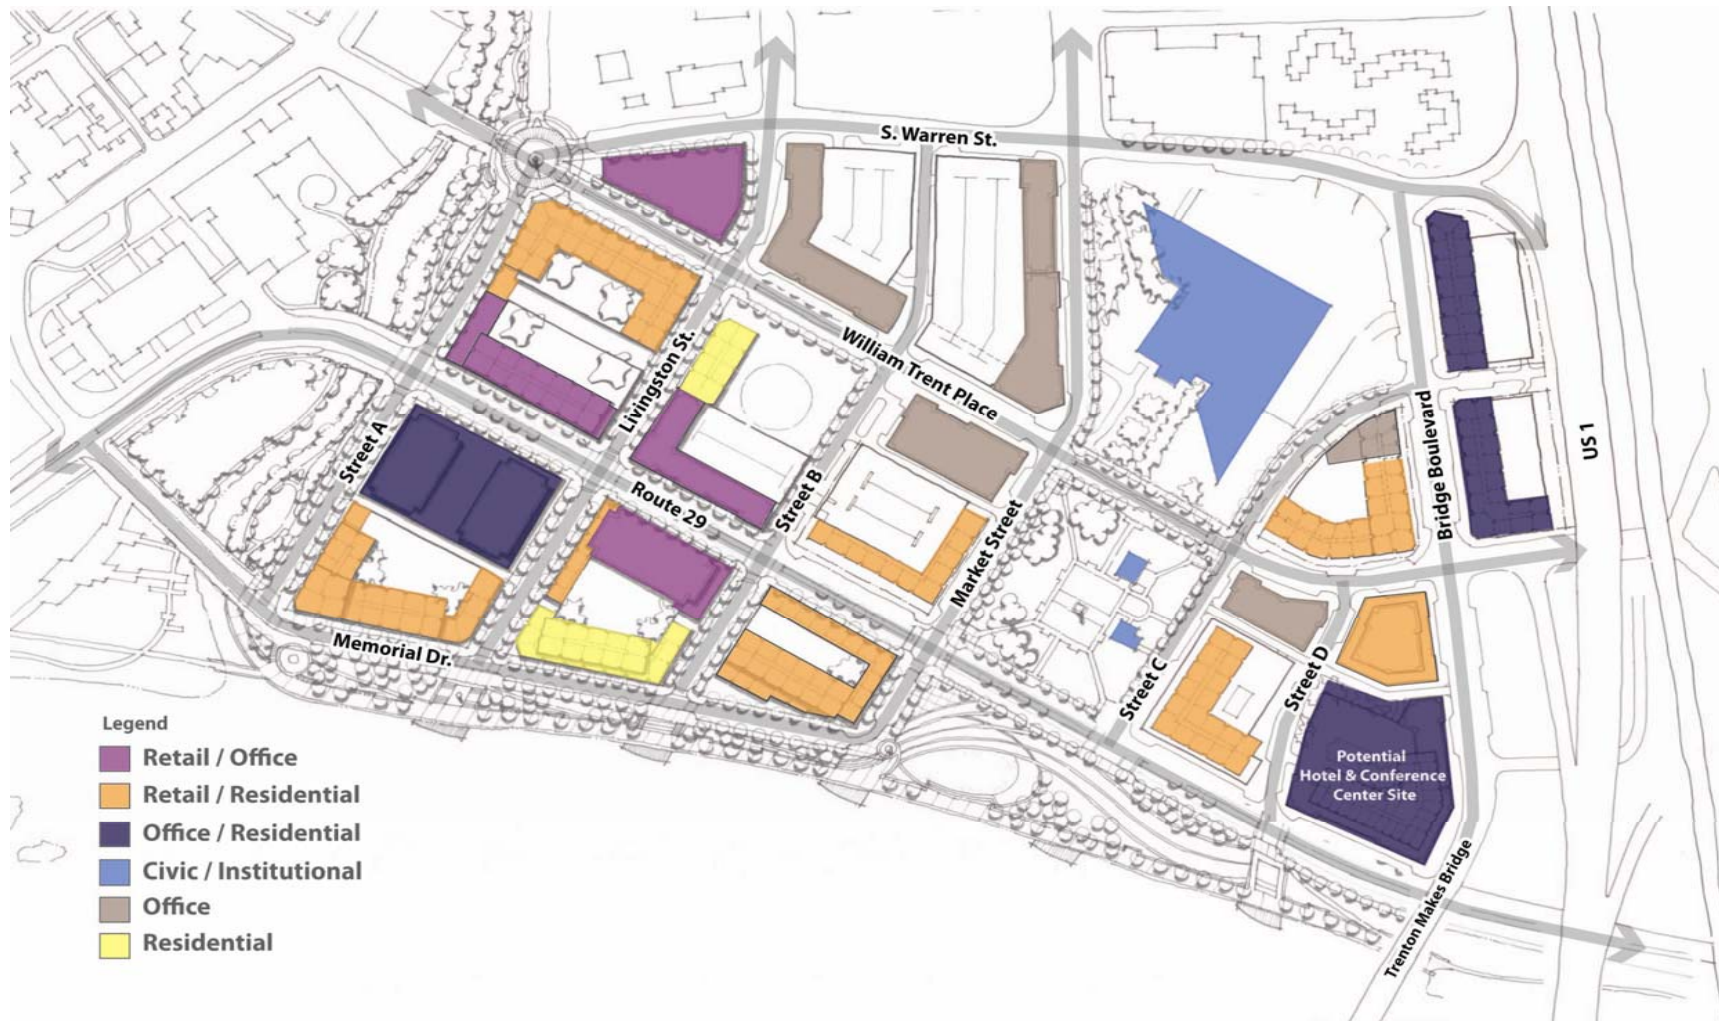 S. Warren St.
William Trent Place
Livingston St.
Street A
Route 29
Street B
Market Street
Bridge Boulevard
US 1
Memorial Dr.
Street C
Street D
Potential
Hotel & Conference
Center Site
Trenton Makes Bridge
Legend
Retail / Office
Retail / Residential
Office / Residential
Civic / Institutional
Office
Residential